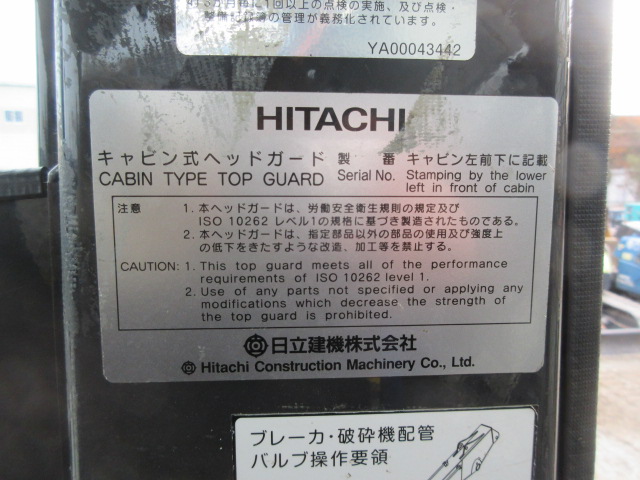 年3か月毎に1回以上の点検の実施、及び点検・
整備記録簿の管理が義務化されています。
YA00043442
HITACHI
キャビン式ヘッドガード 製 番 キャビン左前下に記載
CABIN TYPE TOP GUARD Serial No. Stamping by the lower
left in front of cabin
注意 1. 本ヘッドガードは、労働安全衛生規則の規定及び
ISO 10262 レベル1の規格に基づき製造されたものである。
2. 本ヘッドガードは、指定部品以外の部品の使用及び強度上
の低下をきたすような改造、加工等を禁止する。
CAUTION: 1. This top guard meets all of the performance
requirements of ISO 10262 level 1.
2. Use of any parts not specified or applying any
modifications which decrease the strength of
the top guard is prohibited.
日立建機株式会社
Hitachi Construction Machinery Co., Ltd.
ブレーカ・破砕機配管
バルブ操作要領